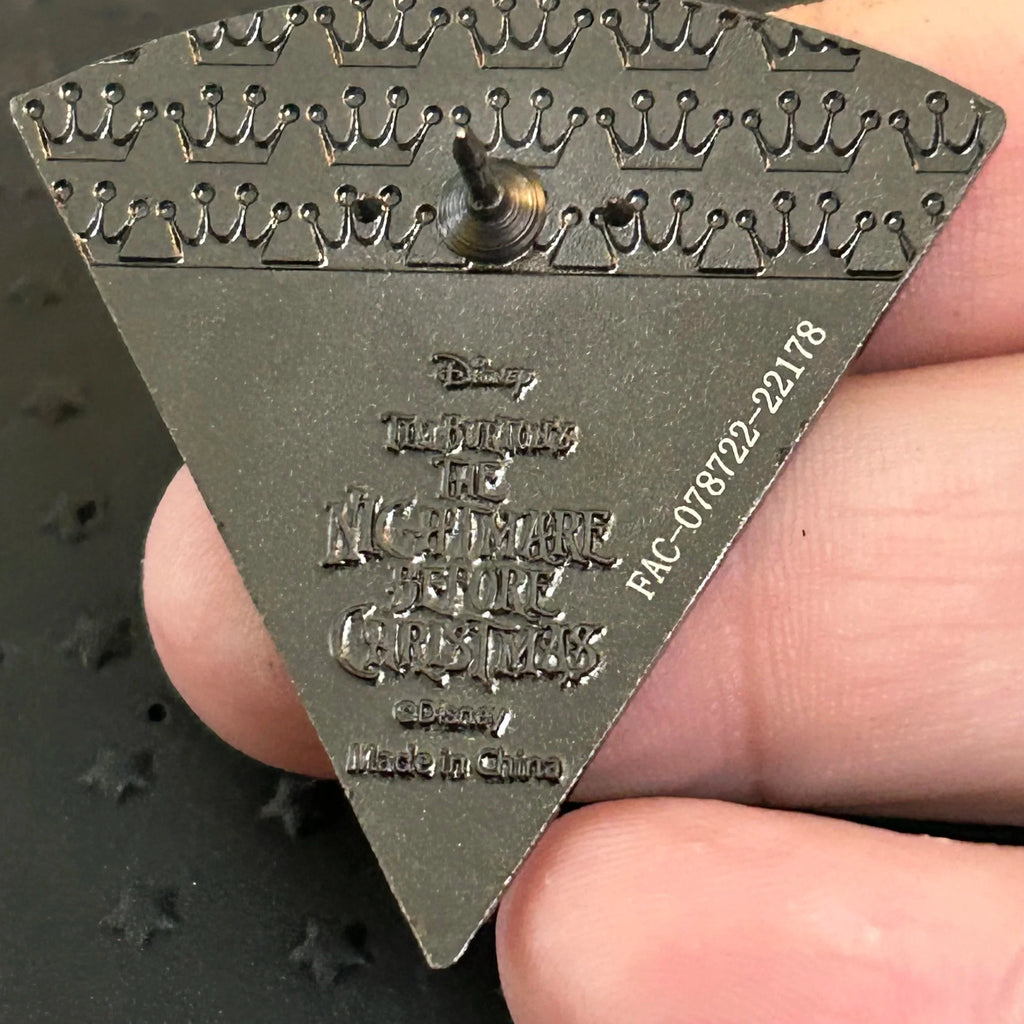 Disney
Tim Burton's
THE
NIGHTMARE
BEFORE
CHRISTMAS
©Disney
Made in China
FAC-078722-22178